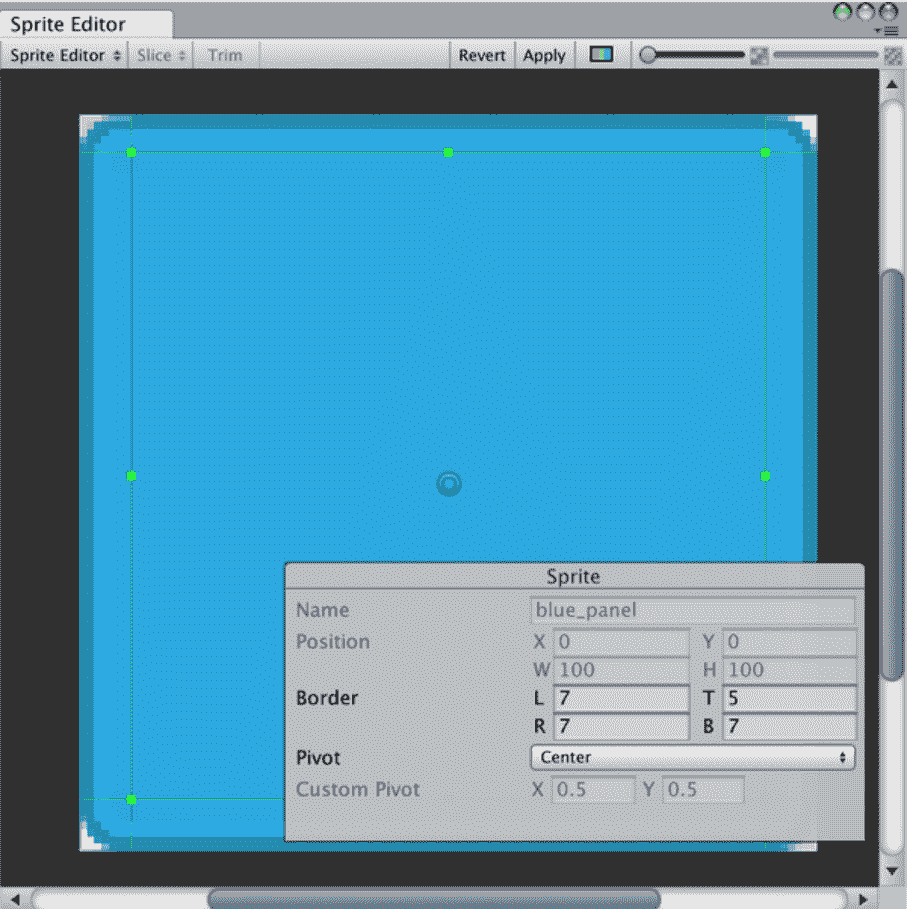 Sprite Editor
Sprite Editor Slice Trim Revert Apply
Sprite
Name blue_panel
Position X 0 Y 0
W 100 H 100
Border L 7 T 5
R 7 B 7
Pivot Center
Custom Pivot X 0.5 Y 0.5